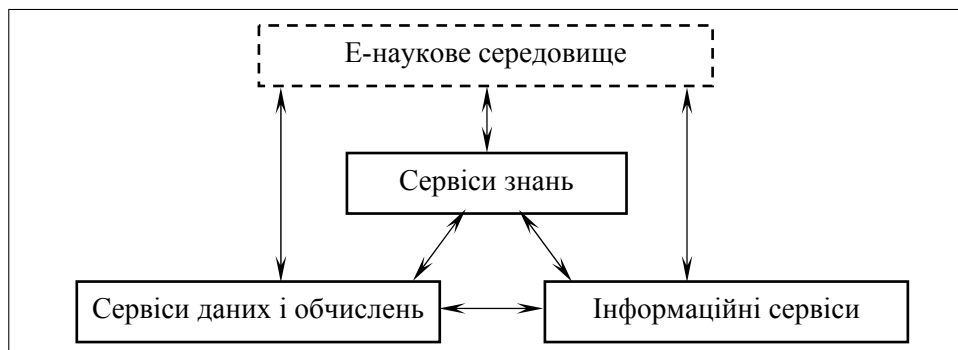 Е-наукове середовище
Сервіси знань
Сервіси даних і обчислень
Інформаційні сервіси